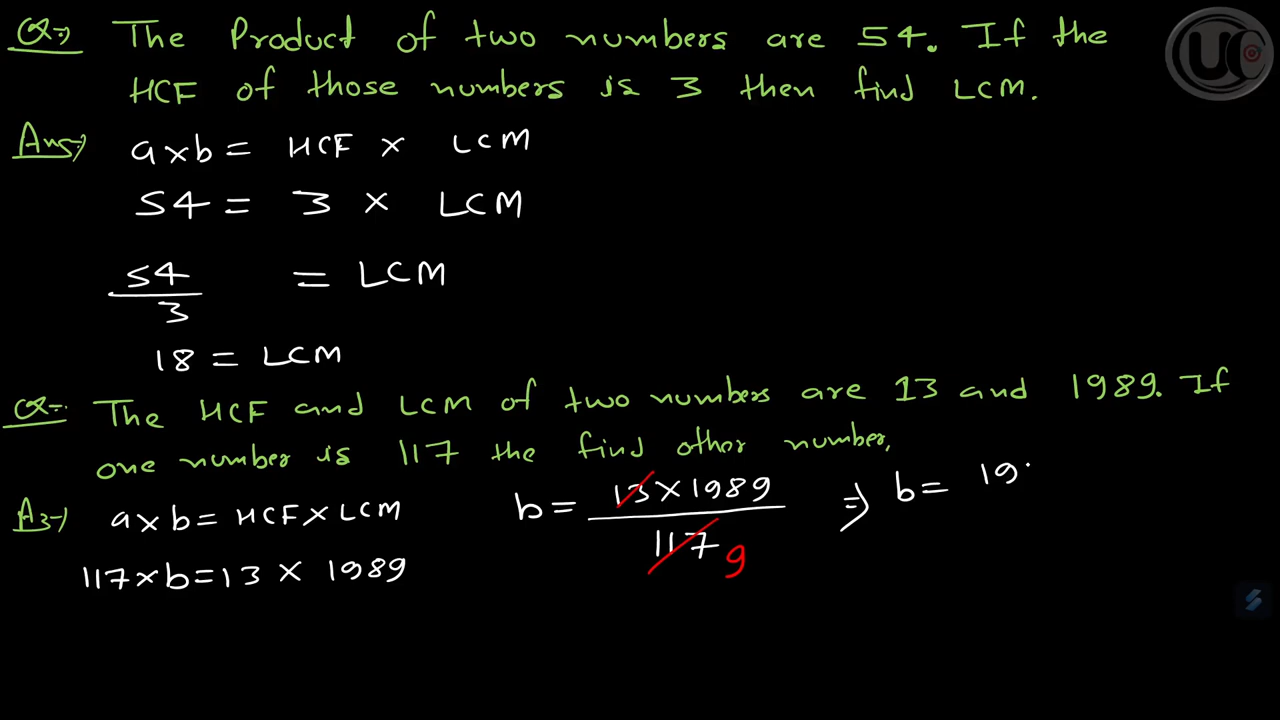 Q:→ The Product of two numbers are 54. If the
HCF of those numbers is 3 then find LCM.
Ans:→ a×b = HCF × LCM
54 = 3 × LCM
54/3 = LCM
18 = LCM
Q:- The HCF and LCM of two numbers are 13 and 1989. If
one number is 117 the find other number.
A3→ a×b = HCF×LCM
117×b=13 × 1989
b = 13×1989/117 9 ⇒ b = 19
UC